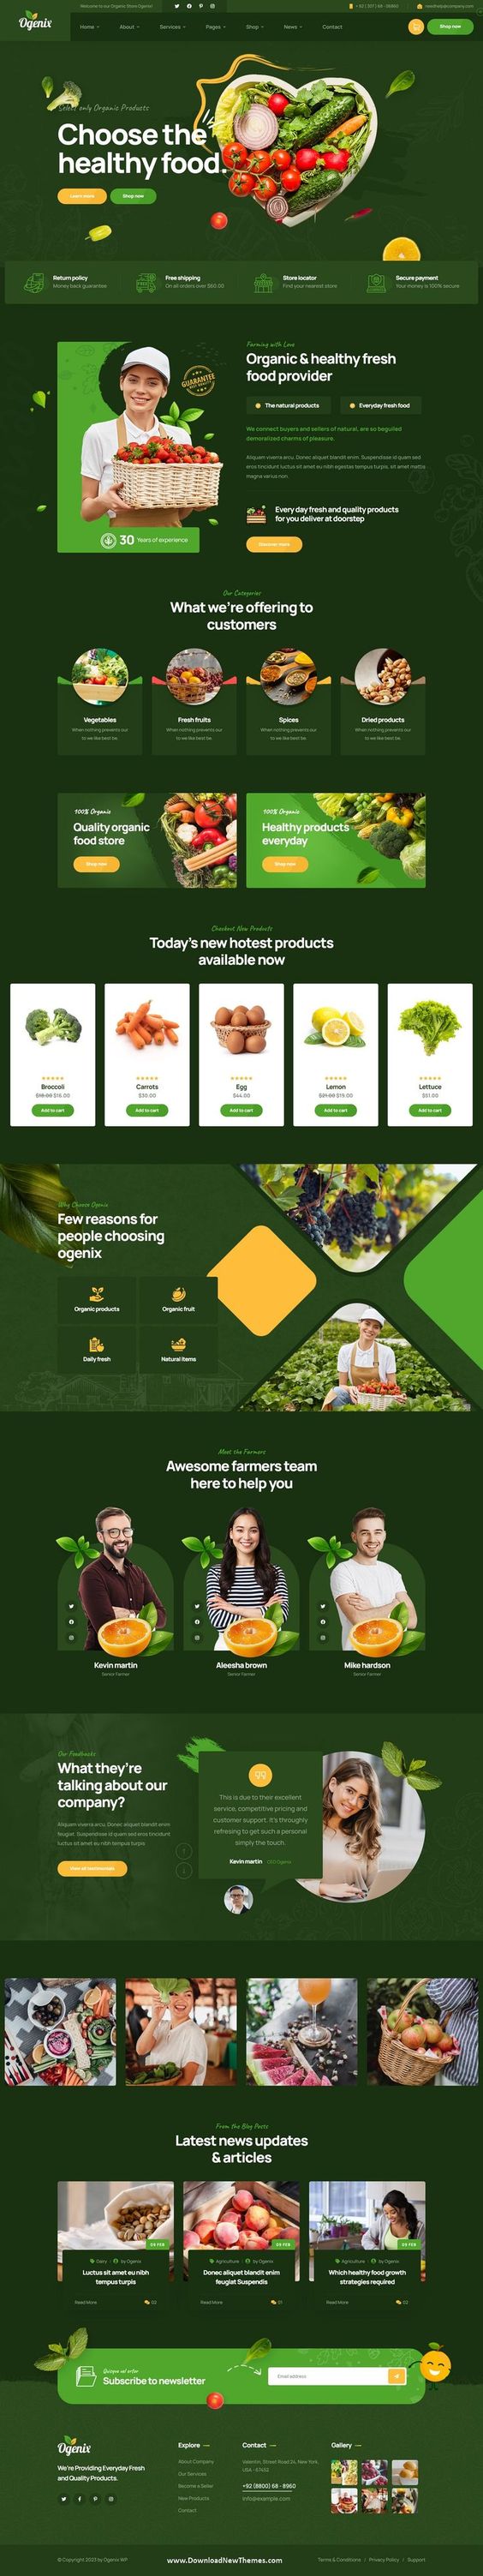 Ogenix
Welcome to our Organic Store Ogenix!
+ 92 ( 307 ) 68 - 89860
needhelp@company.com
Home
About
Services
Pages
Shop
News
Contact
Shop now
Select only Organic Products
Choose the
healthy food.
Learn more
Shop now
Return policy
Money back guarantee
Free shipping
On all orders over $60.00
Store locator
Find your nearest store
Secure payment
Your money is 100% secure
GUARANTEE
30 Years of experience
Farming with Love
Organic & healthy fresh
food provider
The natural products
Everyday fresh food
We connect buyers and sellers of natural, are so beguiled
demoralized charms of pleasure.
Aliquam viverra arcu. Donec aliquet blandit enim. Suspendisse id quam sed
eros tincidunt luctus sit amet eu nibh egestas tempus turpis, sit amet mattis
magna varius non.
Every day fresh and quality products
for you deliver at doorstep
Discover more
Our Categories
What we're offering to
customers
Vegetables
When nothing prevents our
to we like best be.
Fresh fruits
When nothing prevents our
to we like best be.
Spices
When nothing prevents our
to we like best be.
Dried products
When nothing prevents our
to we like best be.
100% Organic
Quality organic
food store
Shop now
100% Organic
Healthy products
everyday
Shop now
Checkout New Products
Today's new hotest products
available now
Broccoli
$18.00 $16.00
Add to cart
Carrots
$30.00
Add to cart
Egg
$44.00
Add to cart
Lemon
$21.00 $19.00
Add to cart
Lettuce
$51.00
Add to cart
Why Choose Ogenix
Few reasons for
people choosing
ogenix
Organic products
Organic fruit
Daily fresh
Natural items
Meet the Farmers
Awesome farmers team
here to help you
Kevin martin
Senior Farmer
Aleesha brown
Senior Farmer
Mike hardson
Senior Farmer
Our Feedbacks
What they're
talking about our
company?
Aliquam viverra arcu. Donec aliquet blandit enim
feugiat. Suspendisse id quam sed eros tincidunt
luctus sit amet eu nibh tempus turpis.
View all testimonials
This is due to their excellent
service, competitive pricing and
customer support. It's throughly
refresing to get such a personal
simply the touch.
Kevin martin
CEO Ogenix
From the Blog Posts
Latest news updates
& articles
09 FEB
Dairy / by Ogenix
Luctus sit amet eu nibh
tempus turpis
Read More
02
09 FEB
Agriculture / by Ogenix
Donec aliquet blandit enim
feugiat Suspendis
Read More
01
09 FEB
Agriculture / by Ogenix
Which healthy food growth
strategies required
Read More
02
Subscribe to newsletter
Email address
Ogenix
We're Providing Everyday Fresh
and Quality Products.
Explore
About Company
Our Services
Become a Seller
New Products
Contact
Contact
Valentin, Street Road 24, New York,
USA - 67452
+92 (8800) 68 - 8960
info@example.com
Gallery
© Copyright 2023 by Ogenix WP
www.DownloadNewThemes.com
Terms & Conditions / Privacy Policy / Support